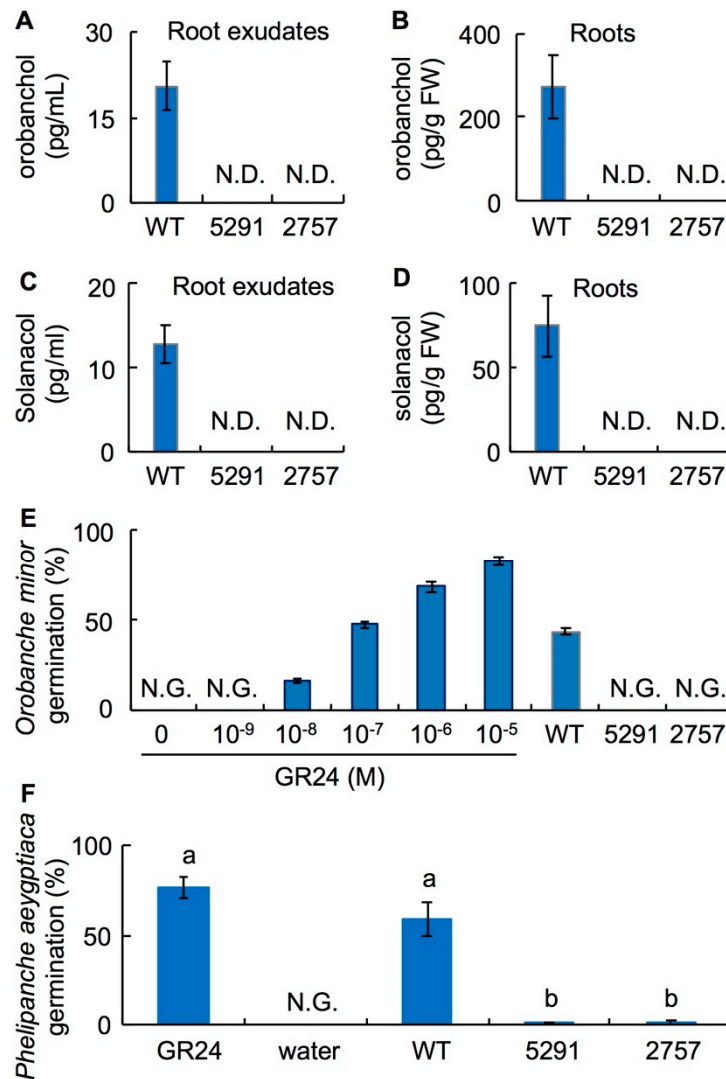 A
Root exudates
orobanchol
(pg/mL)
30
15
0
N.D.
N.D.
WT 5291 2757
B
Roots
orobanchol
(pg/g FW)
400
200
0
N.D.
N.D.
WT 5291 2757
C
Root exudates
Solanacol
(pg/ml)
20
10
0
N.D.
N.D.
WT 5291 2757
D
Roots
solanacol
(pg/g FW)
100
50
0
N.D.
N.D.
WT 5291 2757
E
Orobanche minor
germination (%)
100
50
0
N.G. N.G.
N.G. N.G.
0 10⁻⁹ 10⁻⁸ 10⁻⁷ 10⁻⁶ 10⁻⁵ WT 5291 2757
GR24 (M)
F
Phelipanche aeygptiaca
germination (%)
100
50
0
a
N.G.
a
b
b
GR24 water WT 5291 2757